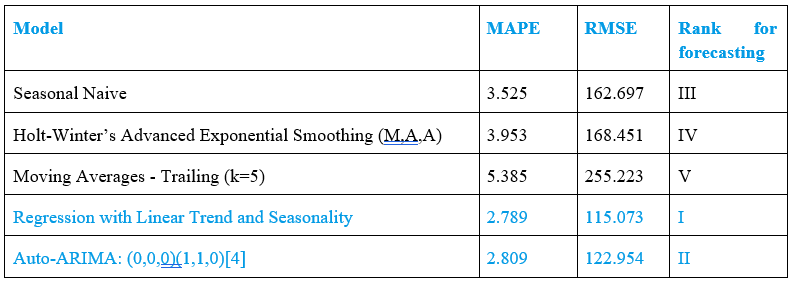 Model MAPE RMSE Rank for
forecasting
Seasonal Naive 3.525 162.697 III
Holt-Winter’s Advanced Exponential Smoothing (M,A,A) 3.953 168.451 IV
Moving Averages - Trailing (k=5) 5.385 255.223 V
Regression with Linear Trend and Seasonality 2.789 115.073 I
Auto-ARIMA: (0,0,0)(1,1,0)[4] 2.809 122.954 II